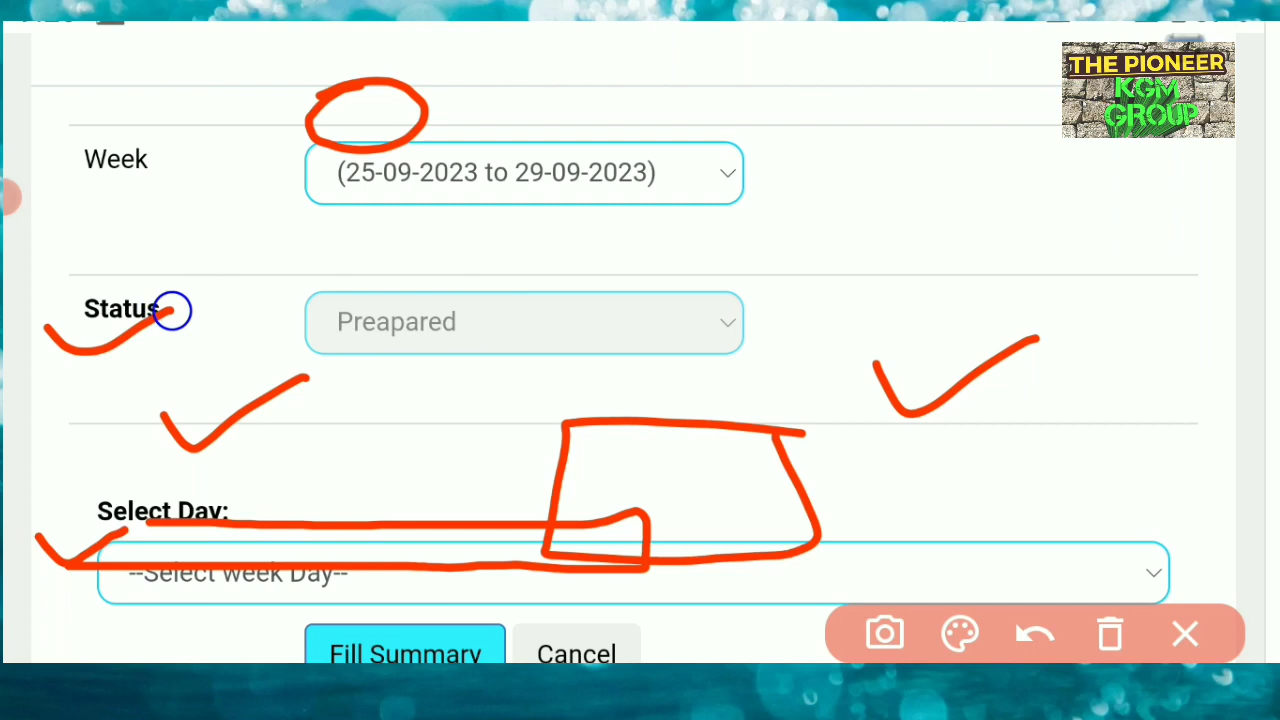 THE PIONEER
KGM
GROUP
Week
(25-09-2023 to 29-09-2023)
Status
Preapared
Select Day:
--Select week Day--
Fill Summary
Cancel